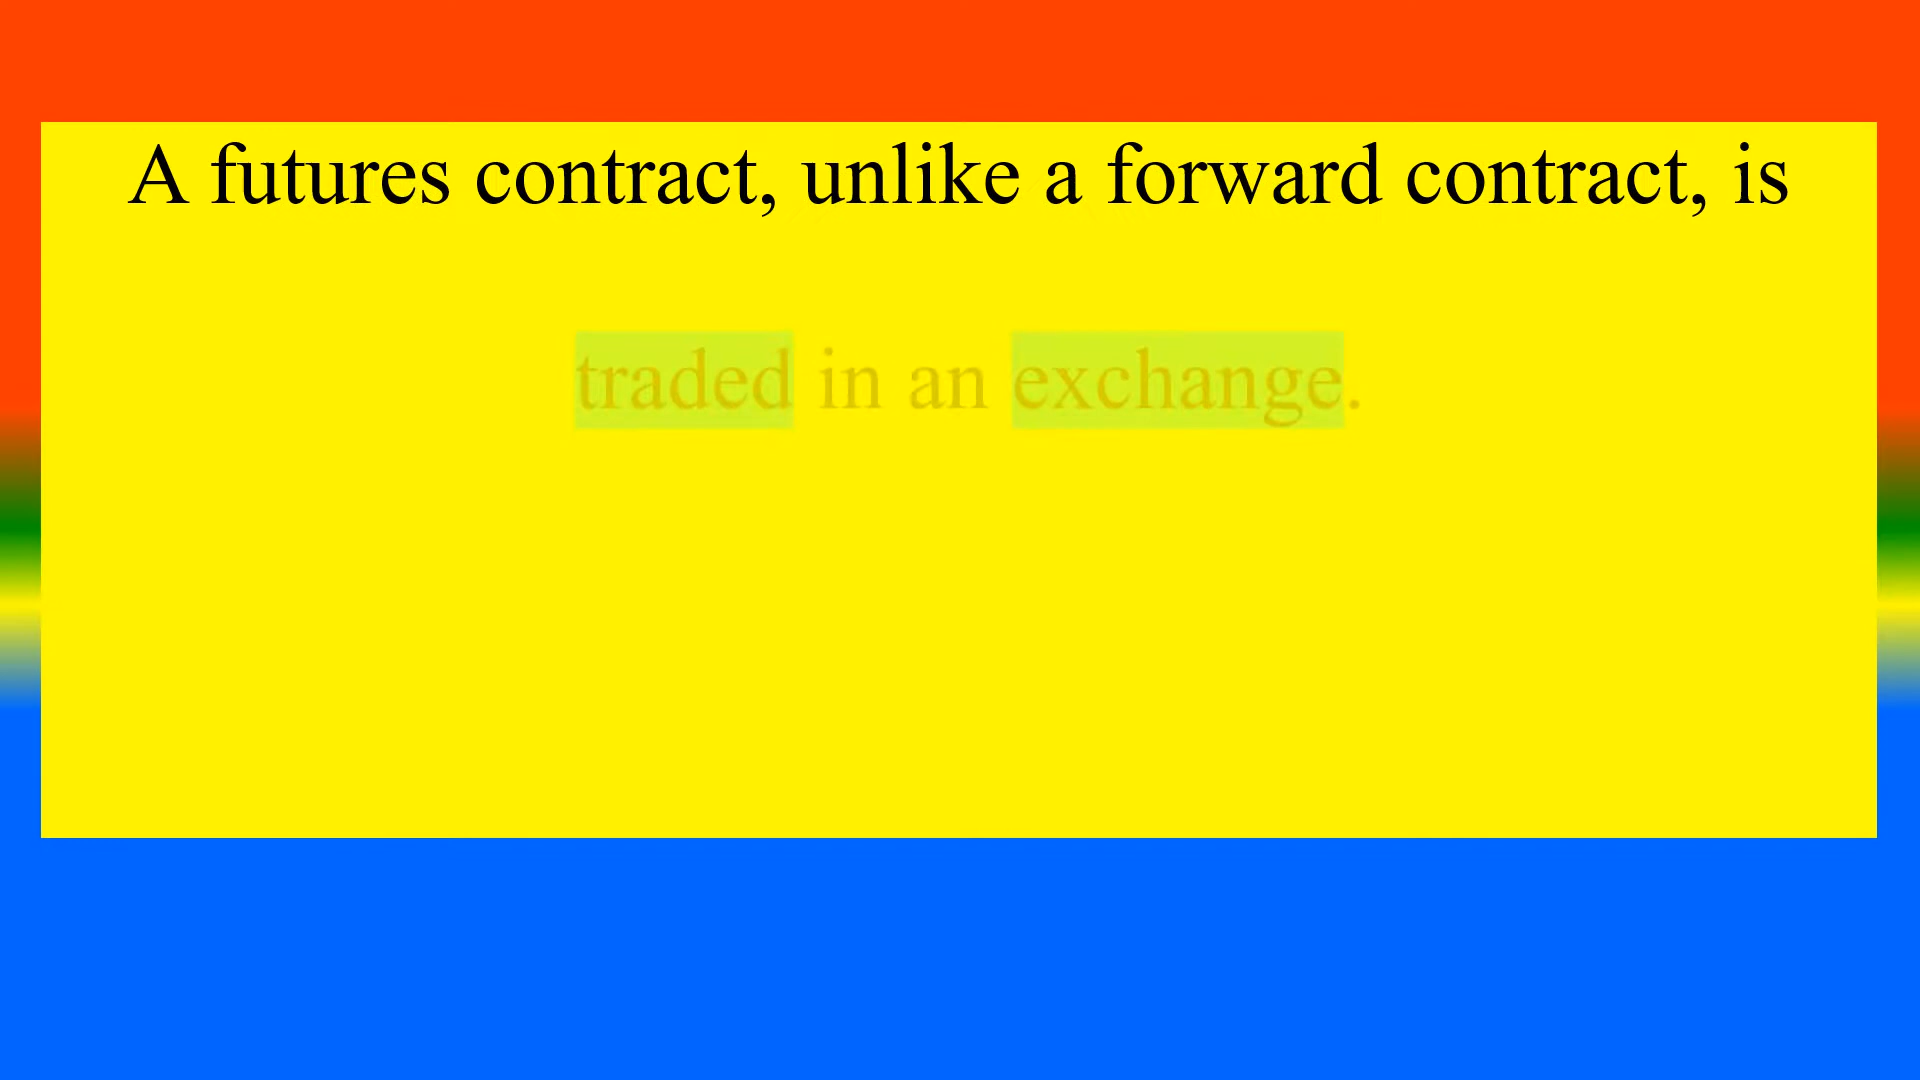 A futures contract, unlike a forward contract, is
traded in an exchange.